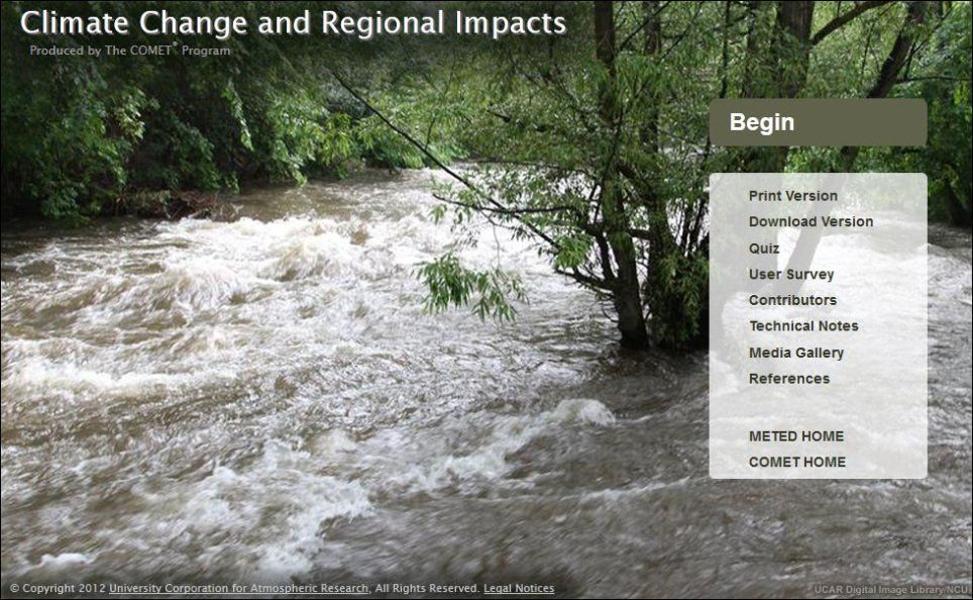 Climate Change and Regional Impacts
Produced by The COMET® Program
Begin
Print Version
Download Version
Quiz
User Survey
Contributors
Technical Notes
Media Gallery
References
METED HOME
COMET HOME
© Copyright 2012 University Corporation for Atmospheric Research, All Rights Reserved. Legal Notices
UCAR Digital Image Library/NCU